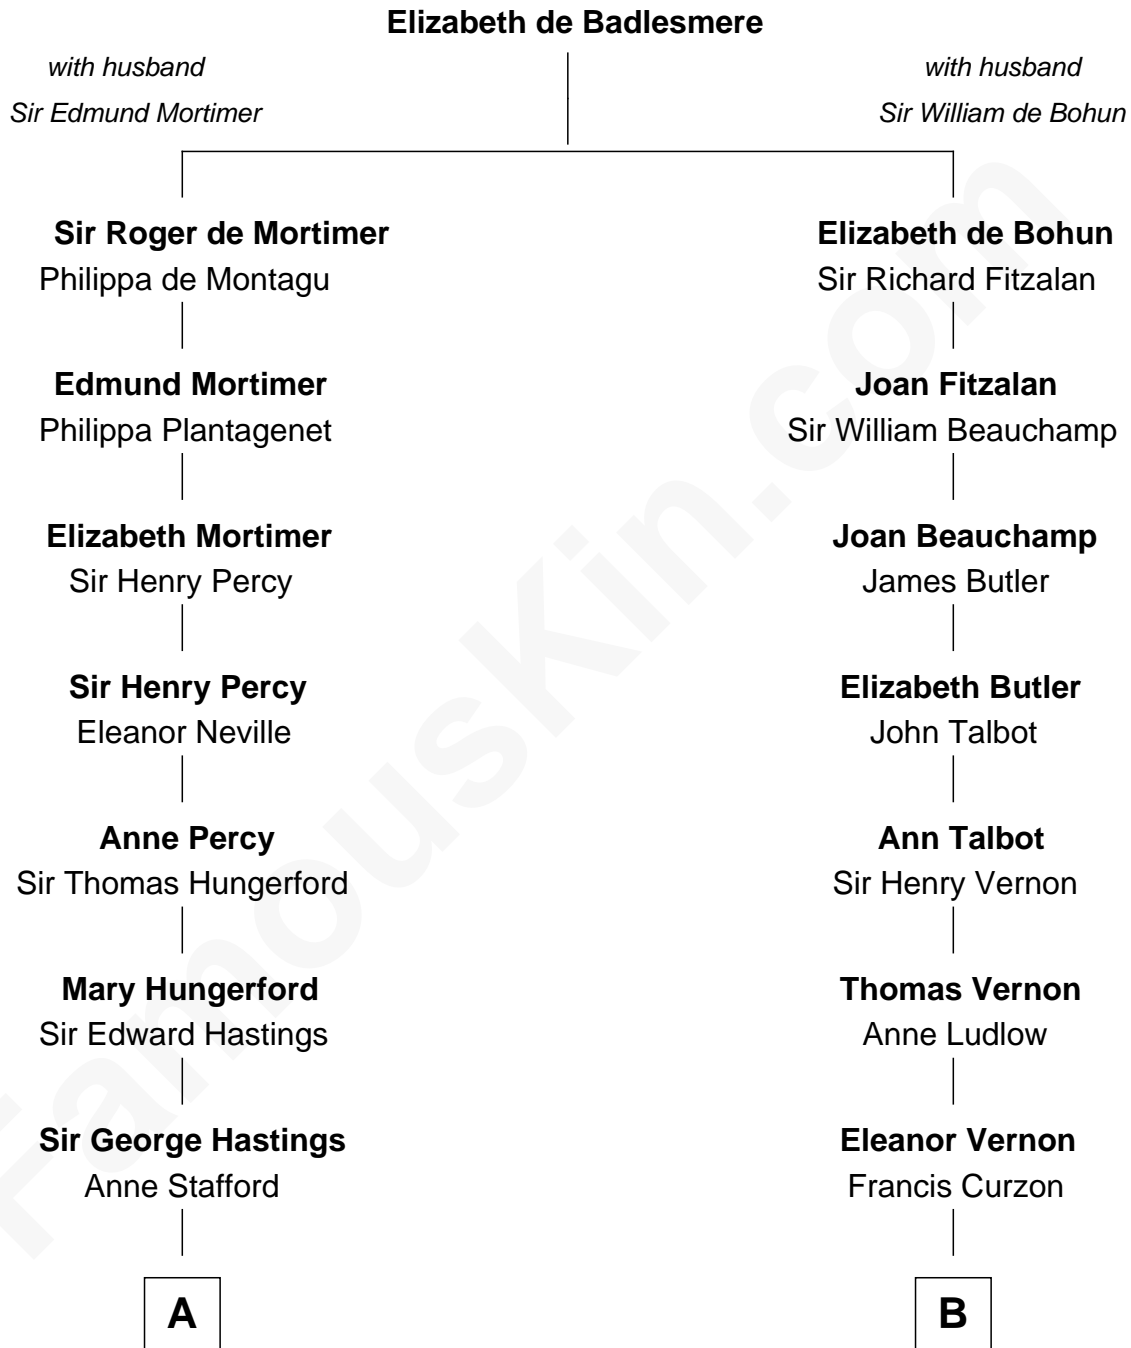 Elizabeth de Badlesmere
with husband
Sir Edmund Mortimer
with husband
Sir William de Bohun
Sir Roger de Mortimer
Philippa de Montagu
Elizabeth de Bohun
Sir Richard Fitzalan
Edmund Mortimer
Philippa Plantagenet
Joan Fitzalan
Sir William Beauchamp
Elizabeth Mortimer
Sir Henry Percy
Joan Beauchamp
James Butler
Sir Henry Percy
Eleanor Neville
Elizabeth Butler
John Talbot
Anne Percy
Sir Thomas Hungerford
Ann Talbot
Sir Henry Vernon
Mary Hungerford
Sir Edward Hastings
Thomas Vernon
Anne Ludlow
Sir George Hastings
Anne Stafford
Eleanor Vernon
Francis Curzon
A
B
FamousKin.com